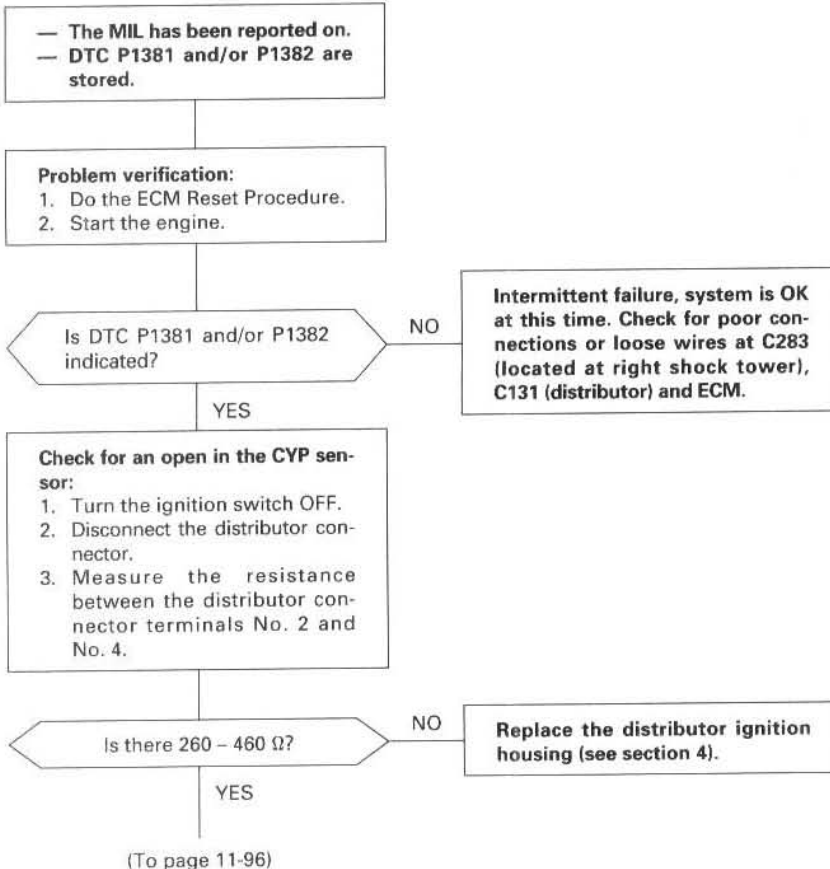 — The MIL has been reported on.
— DTC P1381 and/or P1382 are
stored.
Problem verification:
1. Do the ECM Reset Procedure.
2. Start the engine.
Is DTC P1381 and/or P1382
indicated?
NO
Intermittent failure, system is OK
at this time. Check for poor con-
nections or loose wires at C283
(located at right shock tower),
C131 (distributor) and ECM.
YES
Check for an open in the CYP sen-
sor:
1. Turn the ignition switch OFF.
2. Disconnect the distributor con-
nector.
3. Measure the resistance
between the distributor con-
nector terminals No. 2 and
No. 4.
Is there 260 – 460 Ω?
NO
Replace the distributor ignition
housing (see section 4).
YES
(To page 11-96)